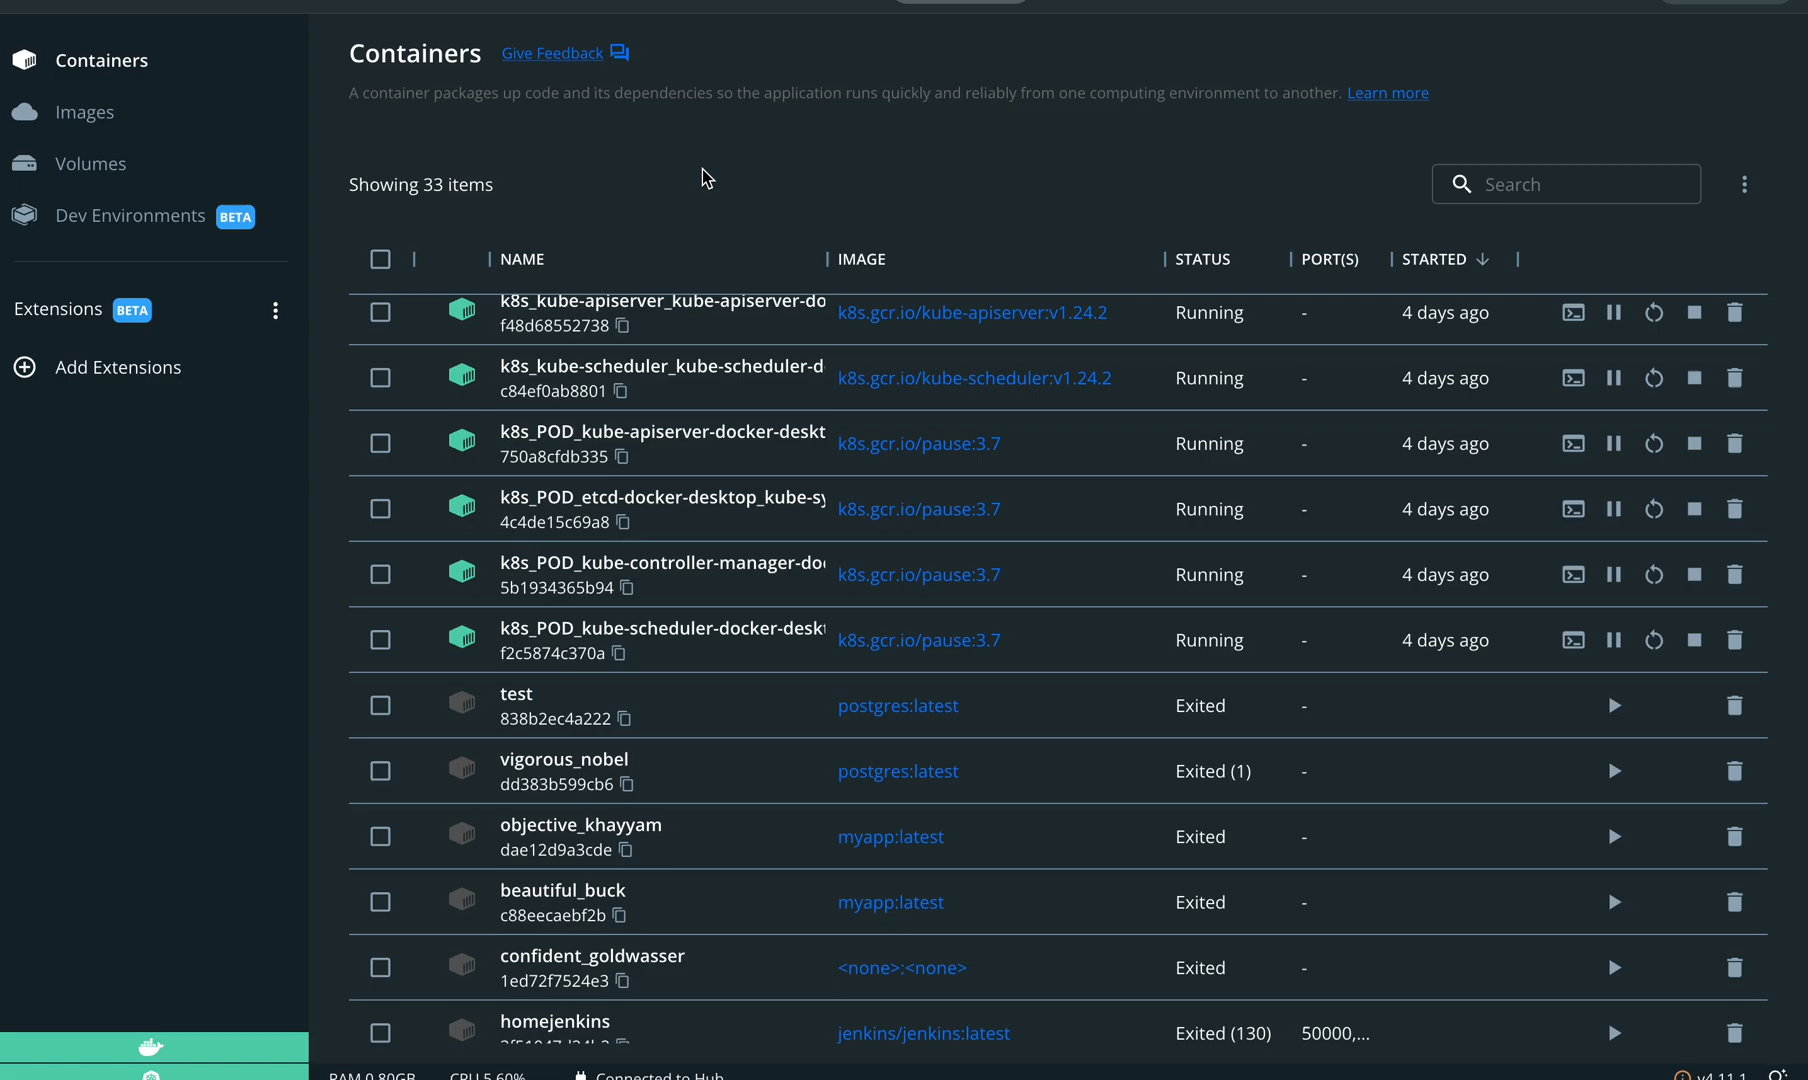 Containers
Images
Volumes
Dev Environments BETA
Extensions BETA
Add Extensions
Containers Give Feedback
A container packages up code and its dependencies so the application runs quickly and reliably from one computing environment to another. Learn more
Showing 33 items
Search
NAME IMAGE STATUS PORT(S) STARTED
k8s_kube-apiserver_kube-apiserver-do
f48d68552738
k8s.gcr.io/kube-apiserver:v1.24.2 Running - 4 days ago
k8s_kube-scheduler_kube-scheduler-d
c84ef0ab8801
k8s.gcr.io/kube-scheduler:v1.24.2 Running - 4 days ago
k8s_POD_kube-apiserver-docker-deskt
750a8cfdb335
k8s.gcr.io/pause:3.7 Running - 4 days ago
k8s_POD_etcd-docker-desktop_kube-sy
4c4de15c69a8
k8s.gcr.io/pause:3.7 Running - 4 days ago
k8s_POD_kube-controller-manager-do
5b1934365b94
k8s.gcr.io/pause:3.7 Running - 4 days ago
k8s_POD_kube-scheduler-docker-desk
f2c5874c370a
k8s.gcr.io/pause:3.7 Running - 4 days ago
test
838b2ec4a222
postgres:latest Exited -
vigorous_nobel
dd383b599cb6
postgres:latest Exited (1) -
objective_khayyam
dae12d9a3cde
myapp:latest Exited -
beautiful_buck
c88eecaebf2b
myapp:latest Exited -
confident_goldwasser
1ed72f7524e3
<none>:<none> Exited -
homejenkins
jenkins/jenkins:latest Exited (130) 50000,...
RAM 0.80GB CPU 5.60% Connected to Hub v4.11.1